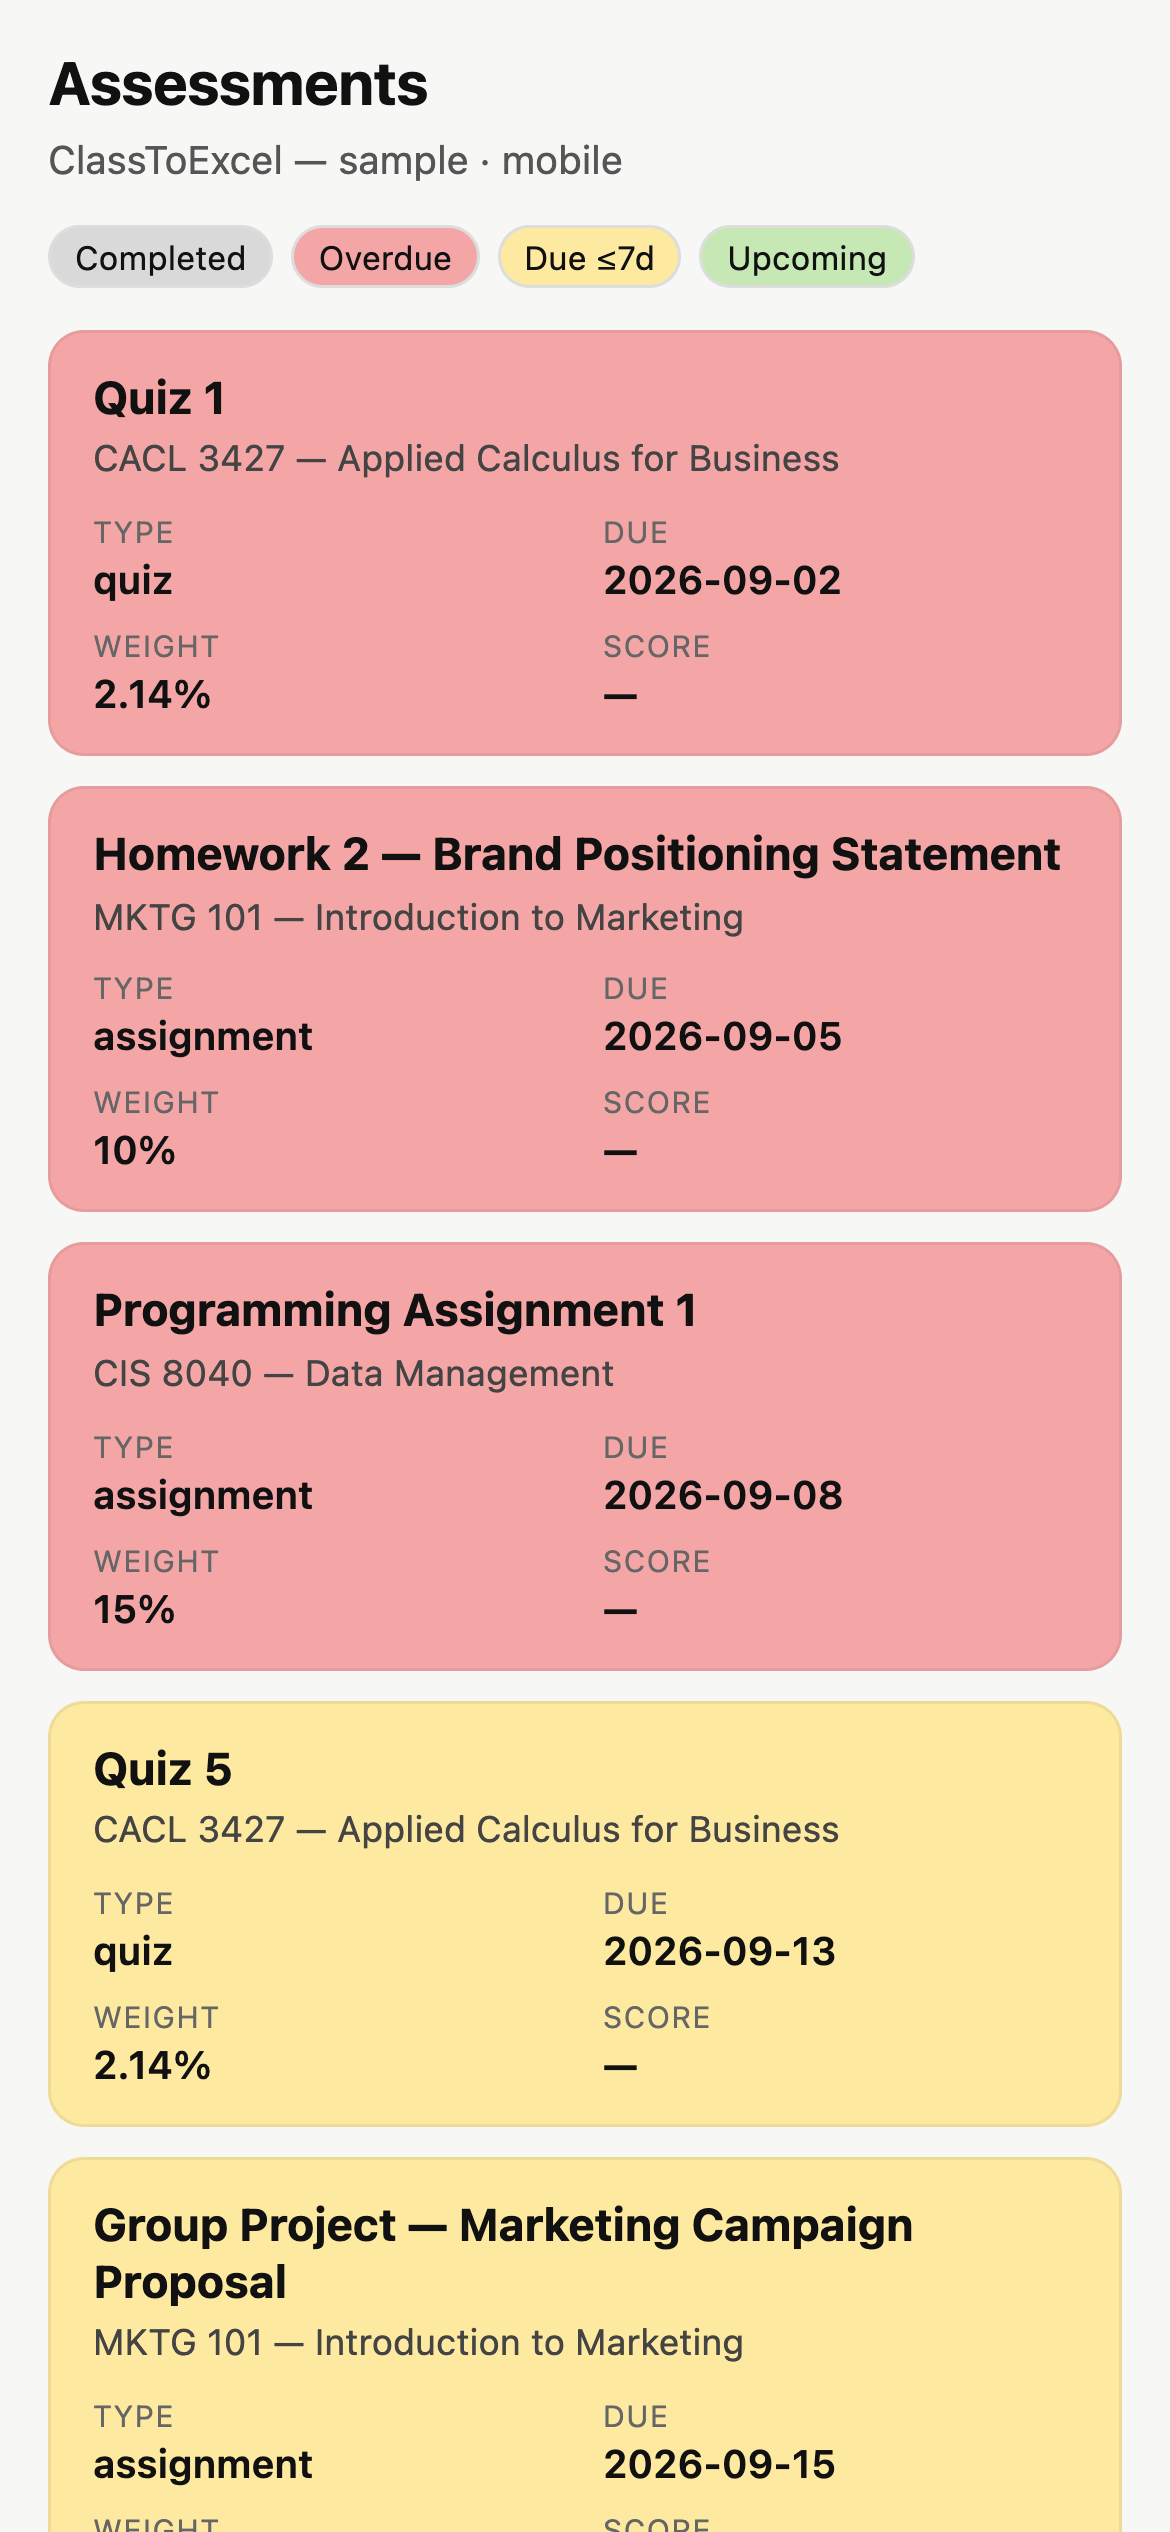 Assessments
ClassToExcel — sample · mobile
Completed Overdue Due ≤7d Upcoming
Quiz 1
CACL 3427 — Applied Calculus for Business
TYPE DUE
quiz 2026-09-02
WEIGHT SCORE
2.14% —
Homework 2 — Brand Positioning Statement
MKTG 101 — Introduction to Marketing
TYPE DUE
assignment 2026-09-05
WEIGHT SCORE
10% —
Programming Assignment 1
CIS 8040 — Data Management
TYPE DUE
assignment 2026-09-08
WEIGHT SCORE
15% —
Quiz 5
CACL 3427 — Applied Calculus for Business
TYPE DUE
quiz 2026-09-13
WEIGHT SCORE
2.14% —
Group Project — Marketing Campaign
Proposal
MKTG 101 — Introduction to Marketing
TYPE DUE
assignment 2026-09-15
WEIGHT SCORE